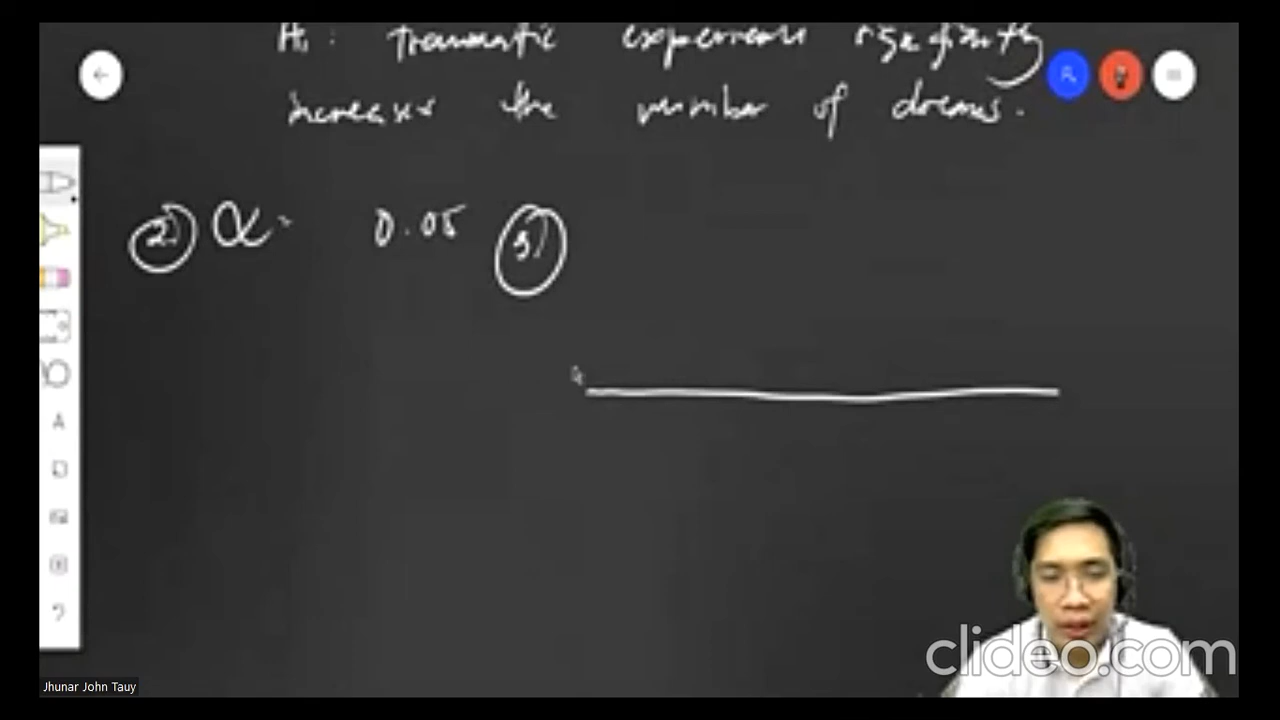 H₁: traumatic experiences significantly
increases the number of dreams.
2) α = 0.05 3)
A
?
clideo.com
Jhunar John Tauy